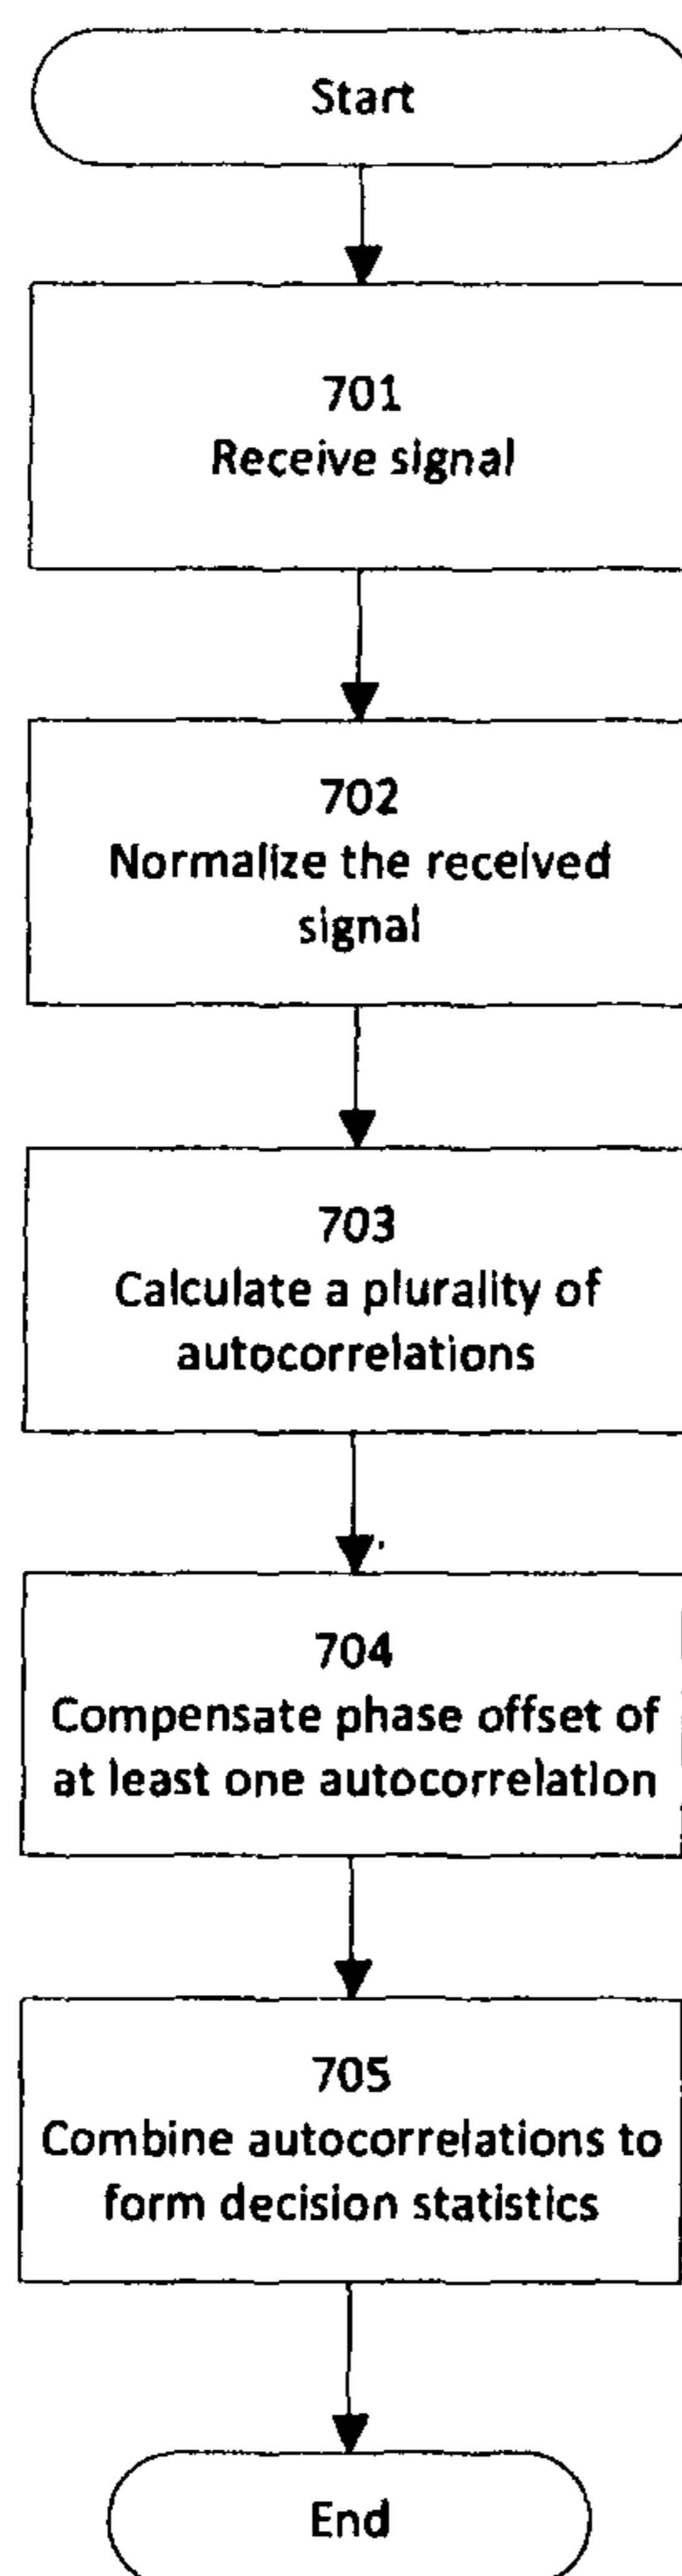 Start
701
Receive signal
702
Normalize the received
signal
703
Calculate a plurality of
autocorrelations
704
Compensate phase offset of
at least one autocorrelation
705
Combine autocorrelations to
form decision statistics
End